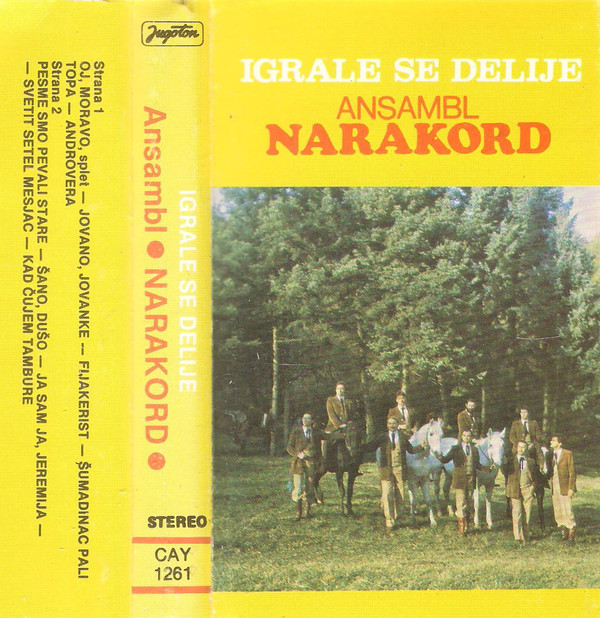 Strana 1
OJ, MORAVO, splet — JOVANO, JOVANKE — FIJAKERIST — ŠUMADINAC PALI
TOPA — ANDROVERA
Strana 2
PESME SMO PEVALI STARE — ŠANO, DUŠO — JA SAM JA, JEREMIJA —
— SVETIT SETEL MESJAC — KAD ČUJEM TAMBURE
Jugoton
IGRALE SE DELIJE
Ansambl ● NARAKORD ●
STEREO
CAY
1261
IGRALE SE DELIJE
ANSAMBL
NARAKORD